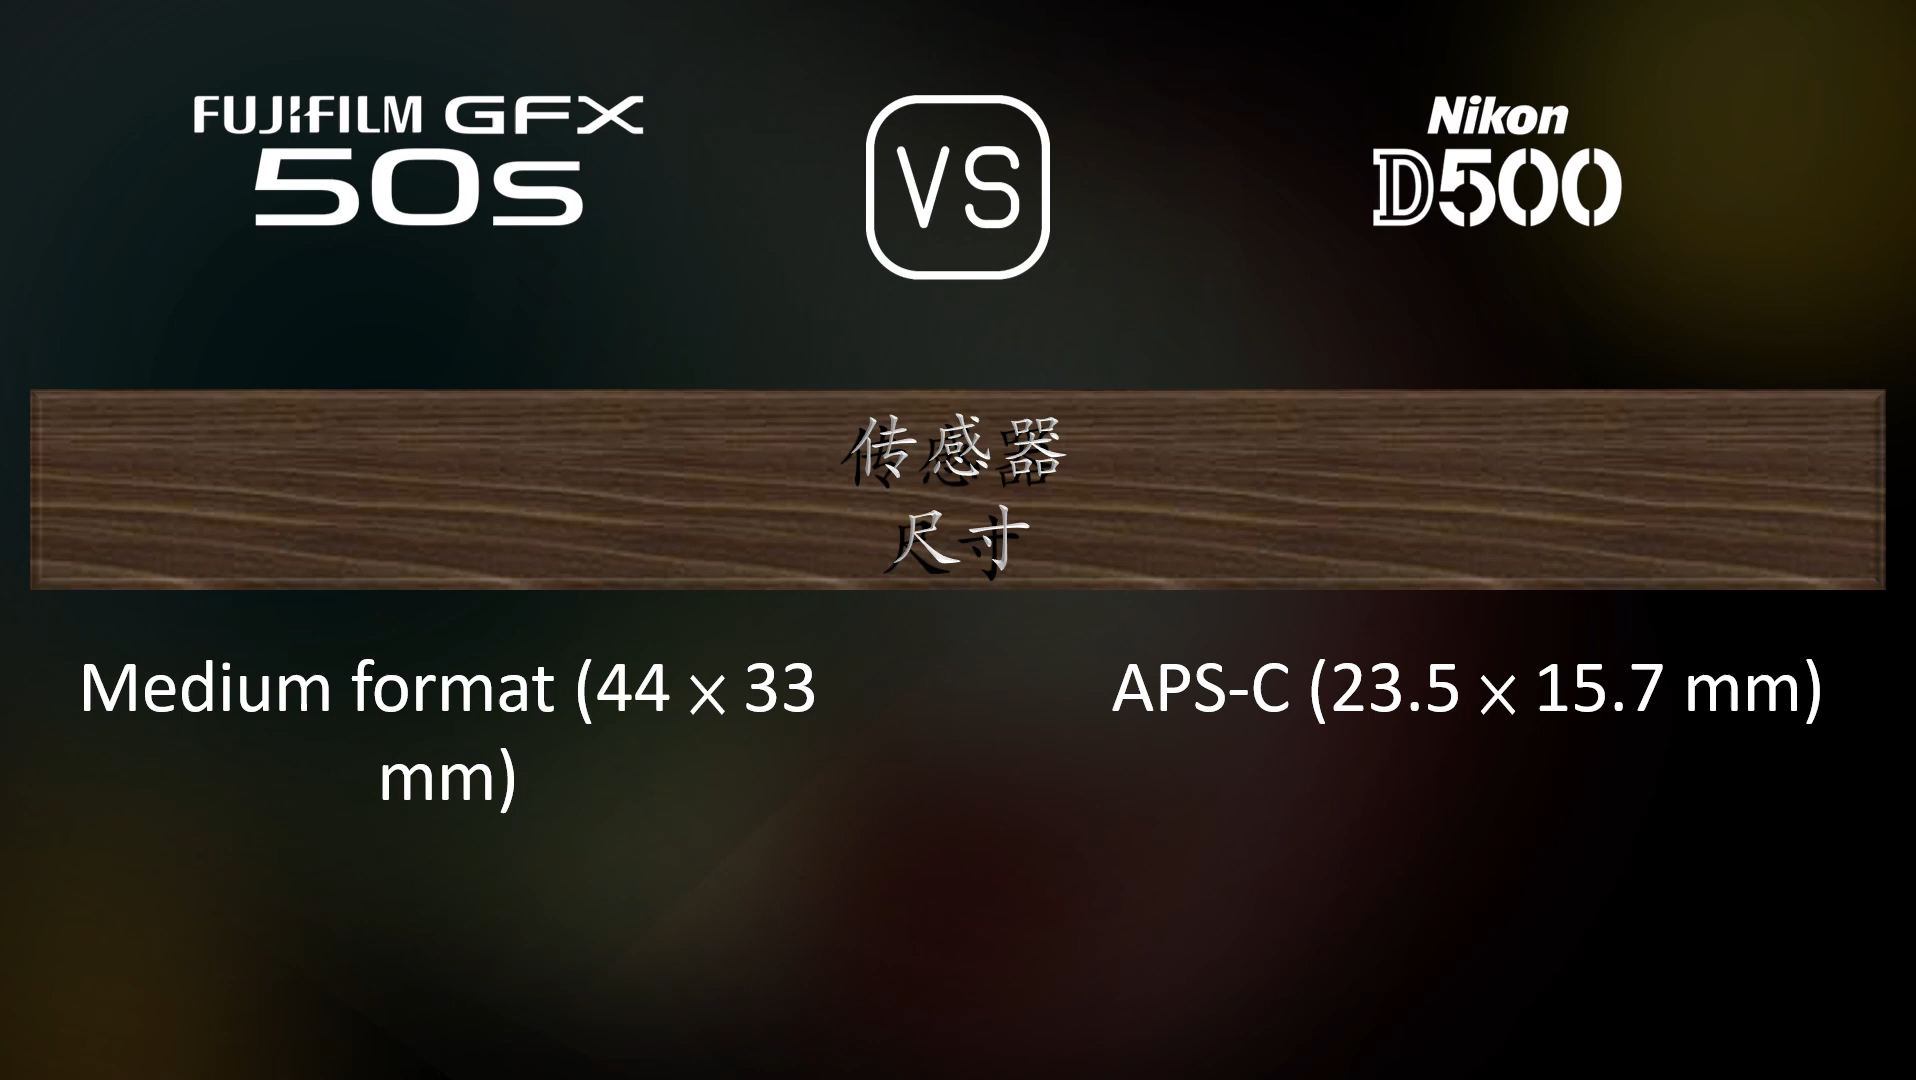 FUJIFILM GFX
50S
VS
Nikon
D500
传感器
尺寸
Medium format (44 x 33
mm)
APS-C (23.5 x 15.7 mm)